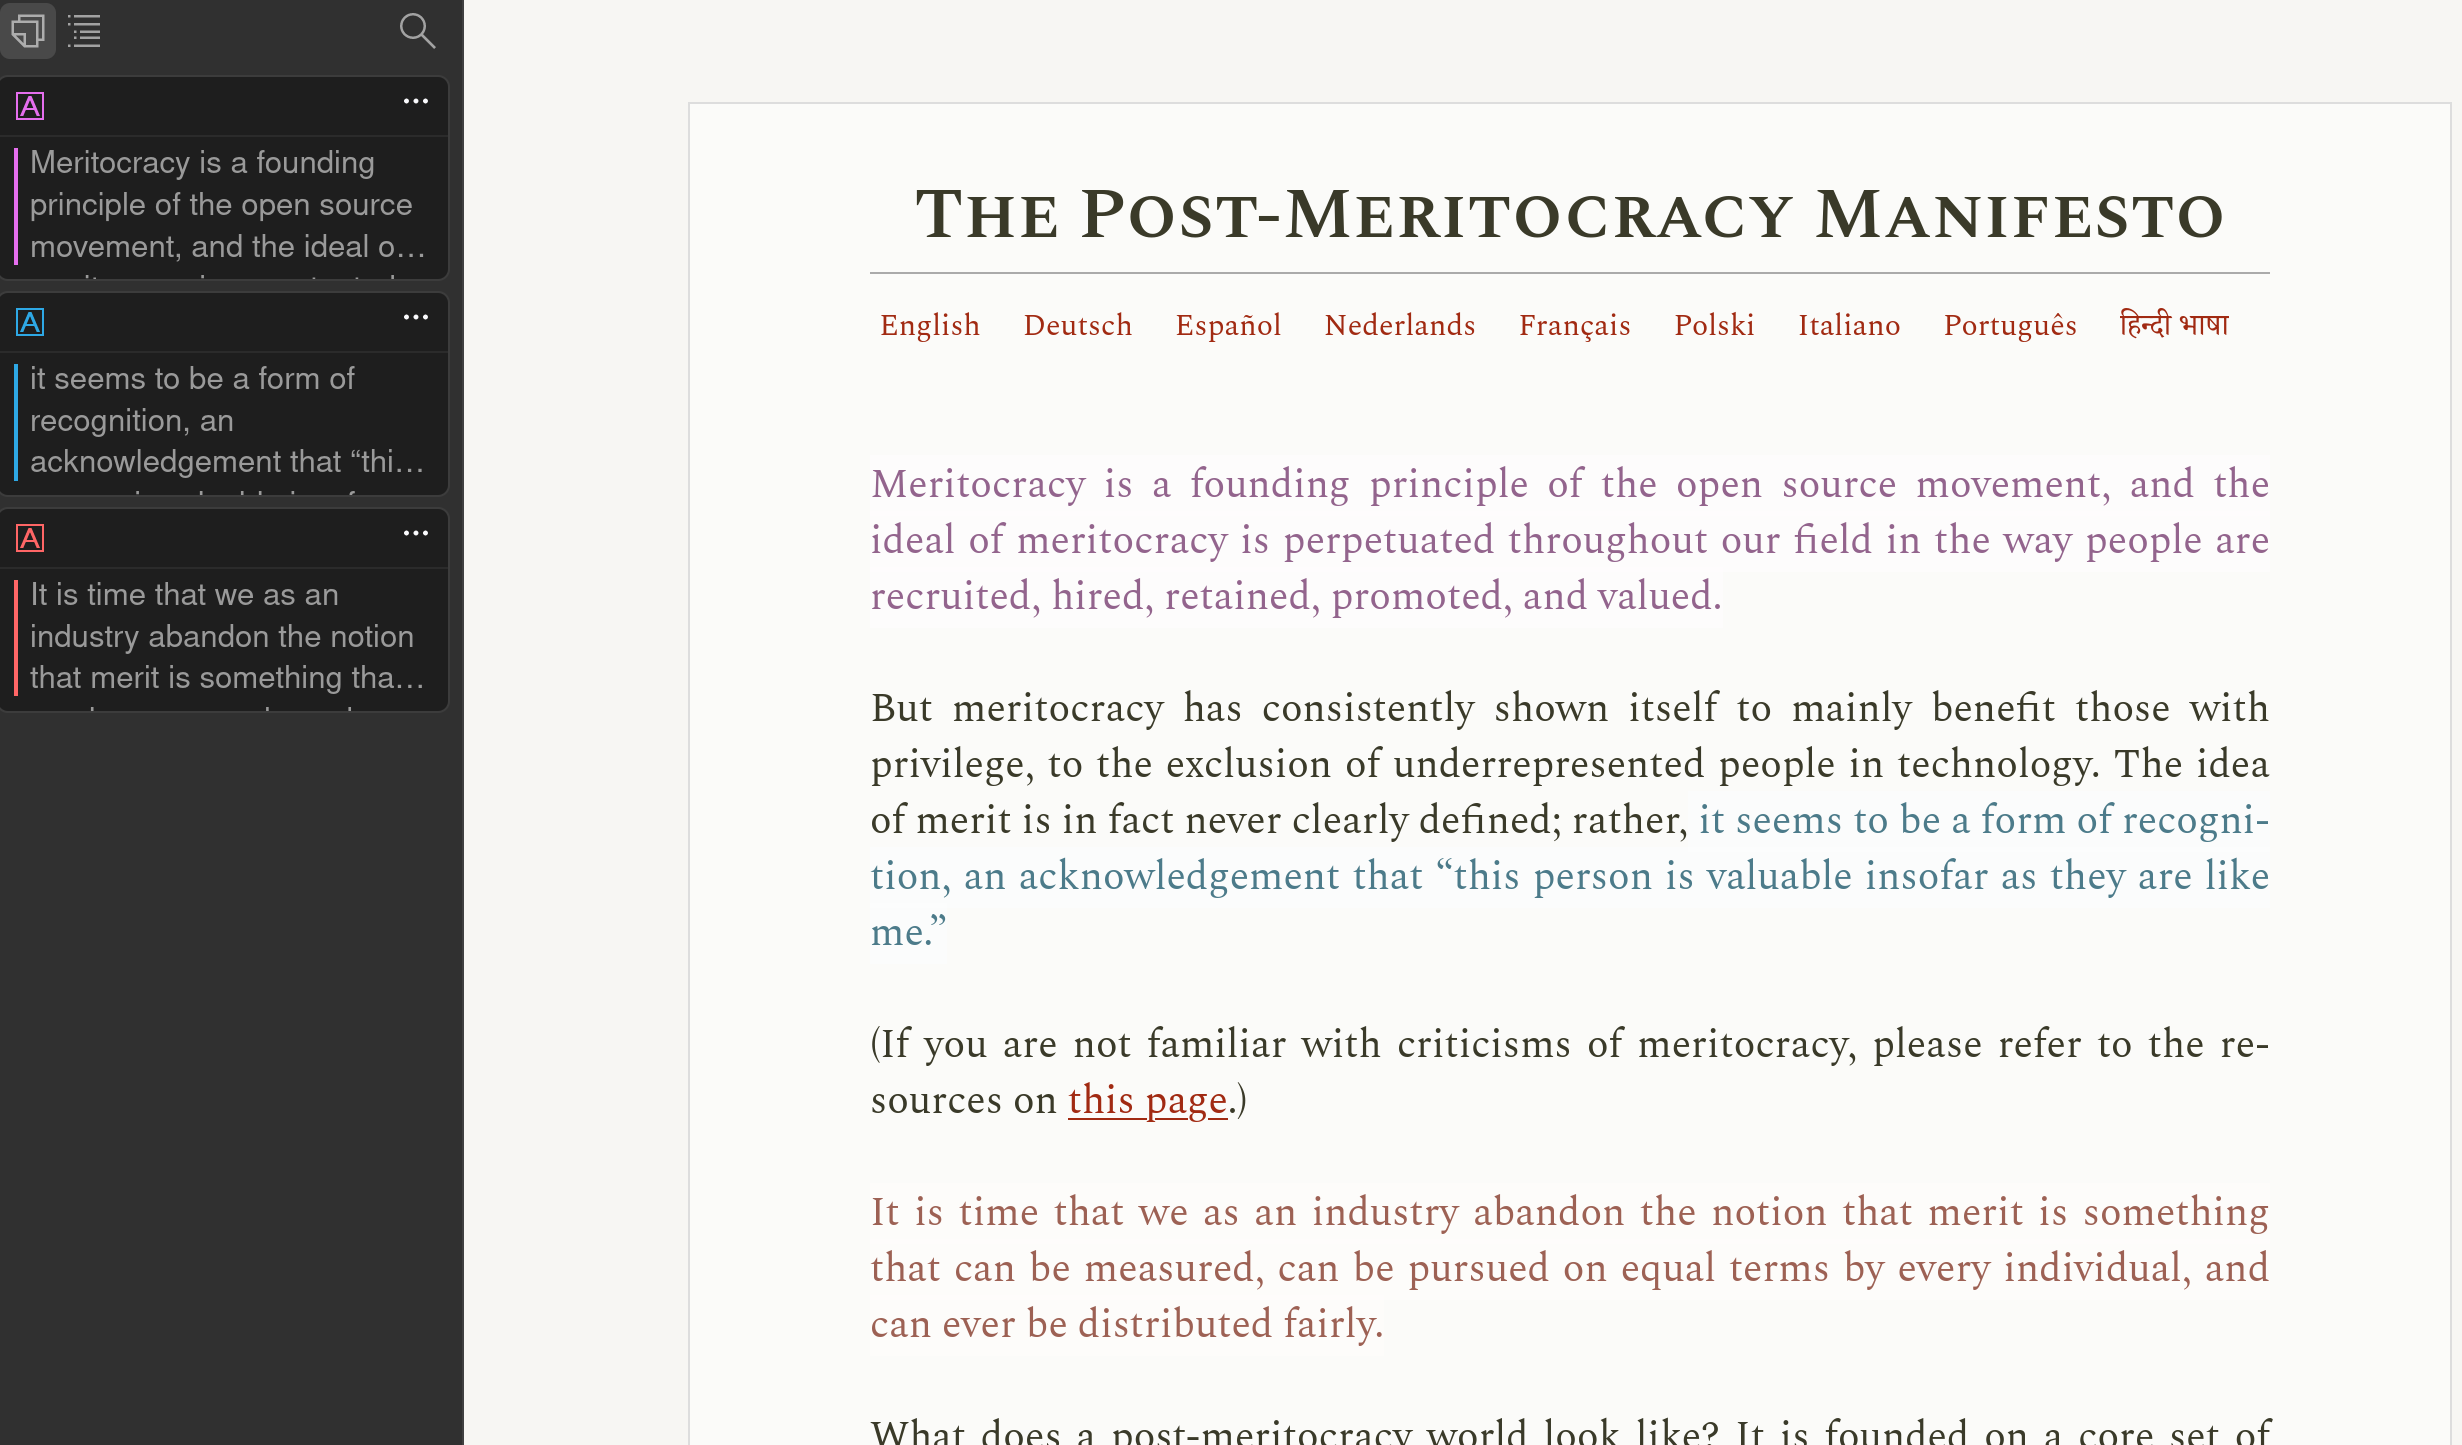 A
Meritocracy is a founding
principle of the open source
movement, and the ideal o…
A
it seems to be a form of
recognition, an
acknowledgement that “thi…
A
It is time that we as an
industry abandon the notion
that merit is something tha…
The Post-Meritocracy Manifesto
English Deutsch Español Nederlands Français Polski Italiano Português हिन्दी भाषा
Meritocracy is a founding principle of the open source movement, and the
ideal of meritocracy is perpetuated throughout our field in the way people are
recruited, hired, retained, promoted, and valued.
But meritocracy has consistently shown itself to mainly benefit those with
privilege, to the exclusion of underrepresented people in technology. The idea
of merit is in fact never clearly defined; rather, it seems to be a form of recogni-
tion, an acknowledgement that “this person is valuable insofar as they are like
me.”
(If you are not familiar with criticisms of meritocracy, please refer to the re-
sources on this page.)
It is time that we as an industry abandon the notion that merit is something
that can be measured, can be pursued on equal terms by every individual, and
can ever be distributed fairly.
What does a post-meritocracy world look like? It is founded on a core set of